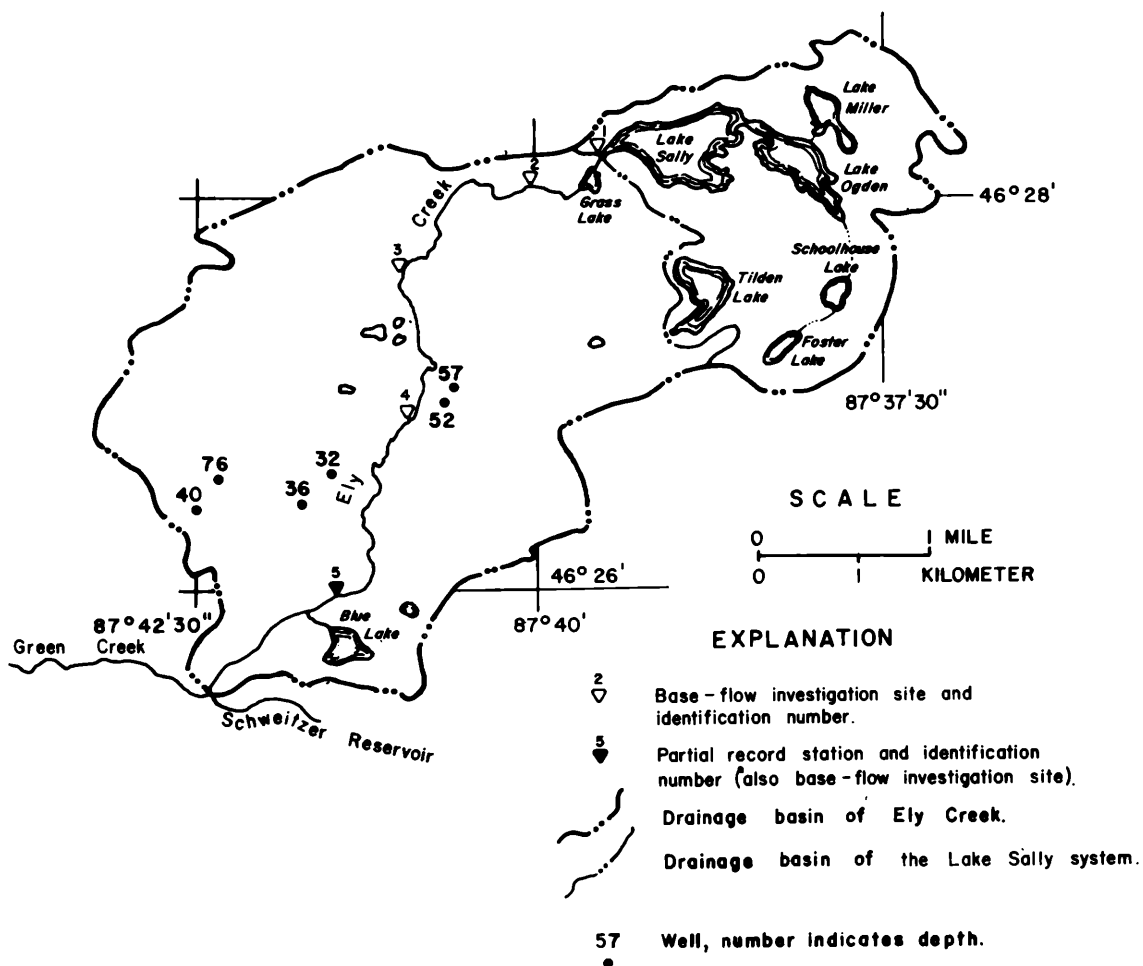 Lake
Miller
Lake
Sally
Lake
Ogden
1
2
Grass
Lake
Creek
46° 28'
3
Schoolhouse
Lake
Tilden
Lake
Foster
Lake
57
52
4
87° 37' 30"
32
76
36
40
Ely
SCALE
0 1 MILE
0 1 KILOMETER
5
46° 26'
87° 42' 30"
Blue
Lake
87° 40'
Green Creek
Schweitzer Reservoir
EXPLANATION
2
Base-flow investigation site and
identification number.
5
Partial record station and identification
number (also base-flow investigation site).
Drainage basin of Ely Creek.
Drainage basin of the Lake Sally system.
57 Well, number indicates depth.